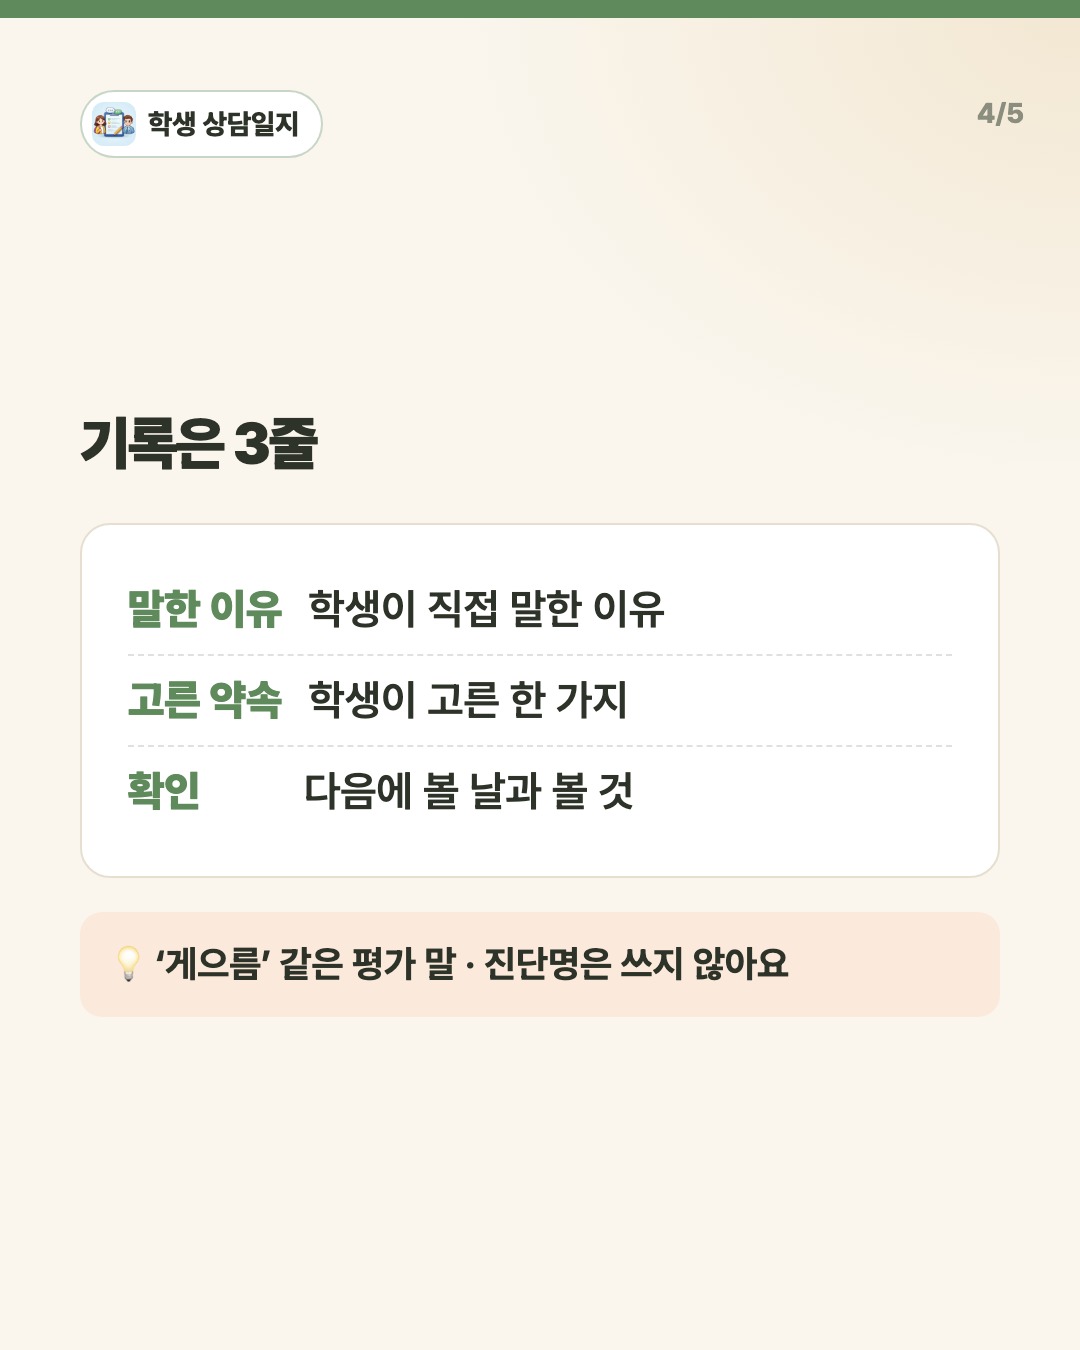 학생 상담일지
4/5
기록은 3줄
말한 이유 학생이 직접 말한 이유
고른 약속 학생이 고른 한 가지
확인 다음에 볼 날과 볼 것
💡 ‘게으름’ 같은 평가 말 · 진단명은 쓰지 않아요